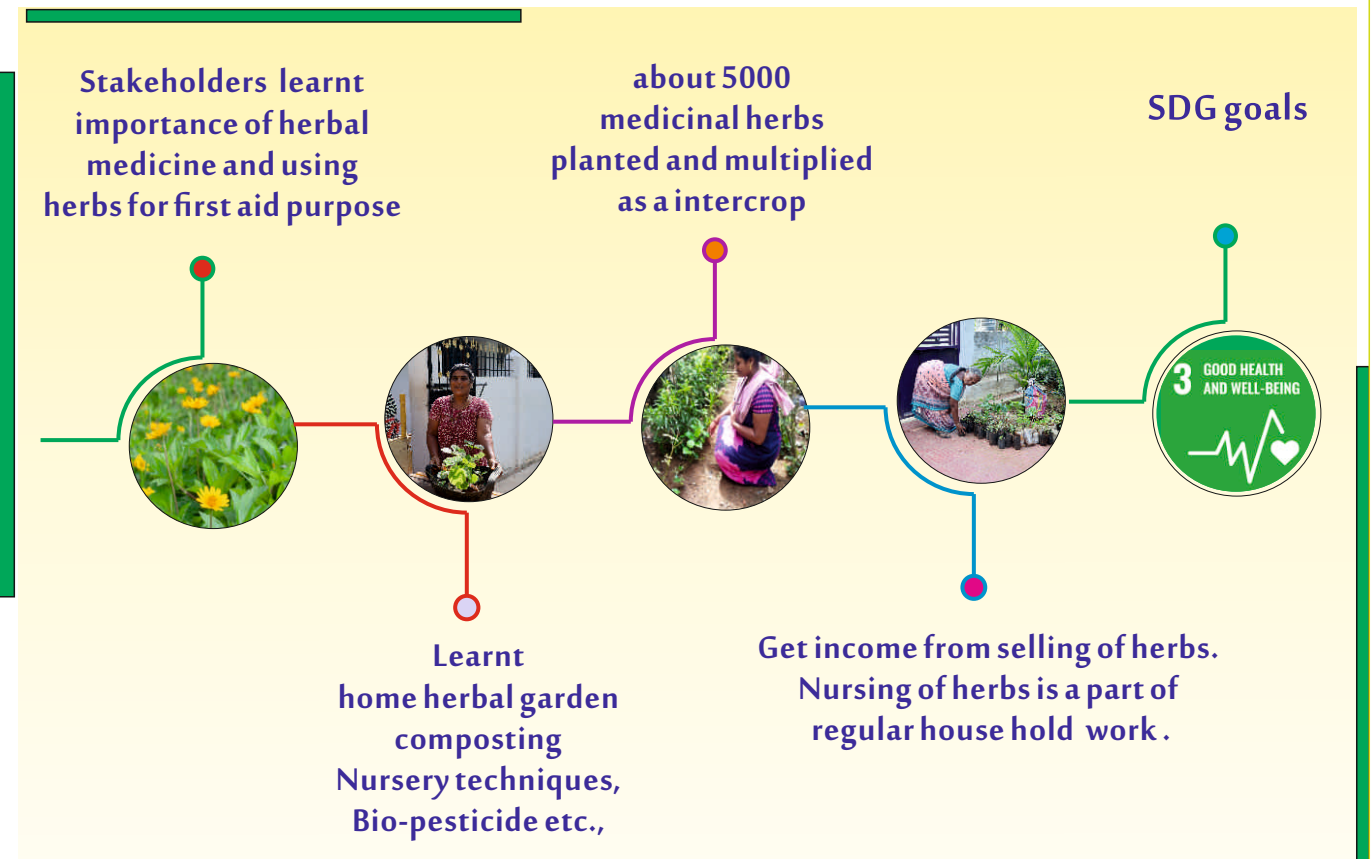 Stakeholders learnt
importance of herbal
medicine and using
herbs for first aid purpose
Learnt
home herbal garden
composting
Nursery techniques,
Bio-pesticide etc.,
about 5000
medicinal herbs
planted and multiplied
as a intercrop
Get income from selling of herbs.
Nursing of herbs is a part of
regular house hold work .
SDG goals
3 GOOD HEALTH
AND WELL-BEING